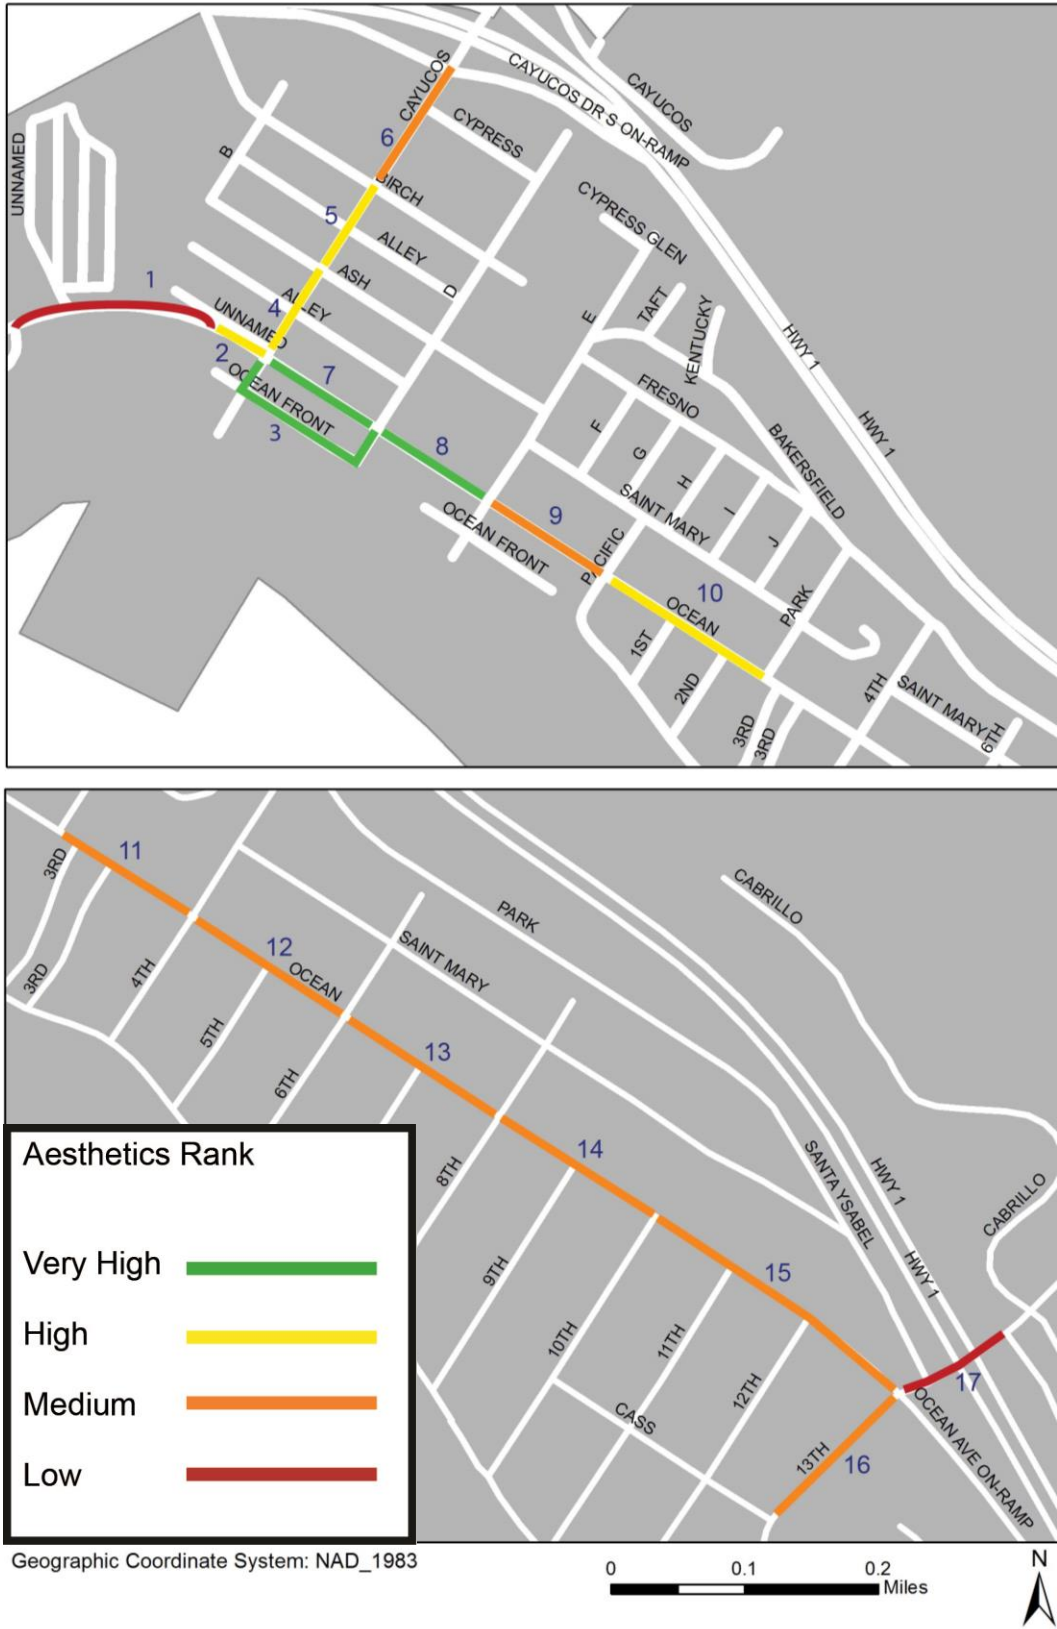 CAYUCOS
CAYUCOS DR S ON-RAMP
CAYUCOS
6
CYPRESS
UNNAMED
B
BIRCH
CYPRESS GLEN
5
ALLEY
ASH
1
D
4
ALLEY
UNNAMED
TAFT
E
KENTUCKY
HWY 1
2
7
OCEAN FRONT
3
8
FRESNO
HWY 1
F
G
H
I
J
BAKERSFIELD
SAINT MARY
9
OCEAN FRONT
PACIFIC
10
OCEAN
PARK
1ST
2ND
3RD
3RD
4TH
SAINT MARY
6TH
11
3RD
3RD
4TH
12
OCEAN
5TH
6TH
PARK
SAINT MARY
13
CABRILLO
14
8TH
9TH
SANTA YSABEL
HWY 1
CABRILLO
HWY 1
15
10TH
11TH
12TH
CASS
17
13TH
16
OCEAN AVE ON-RAMP
Aesthetics Rank
Very High
High
Medium
Low
Geographic Coordinate System: NAD_1983
0 0.1 0.2
Miles
N